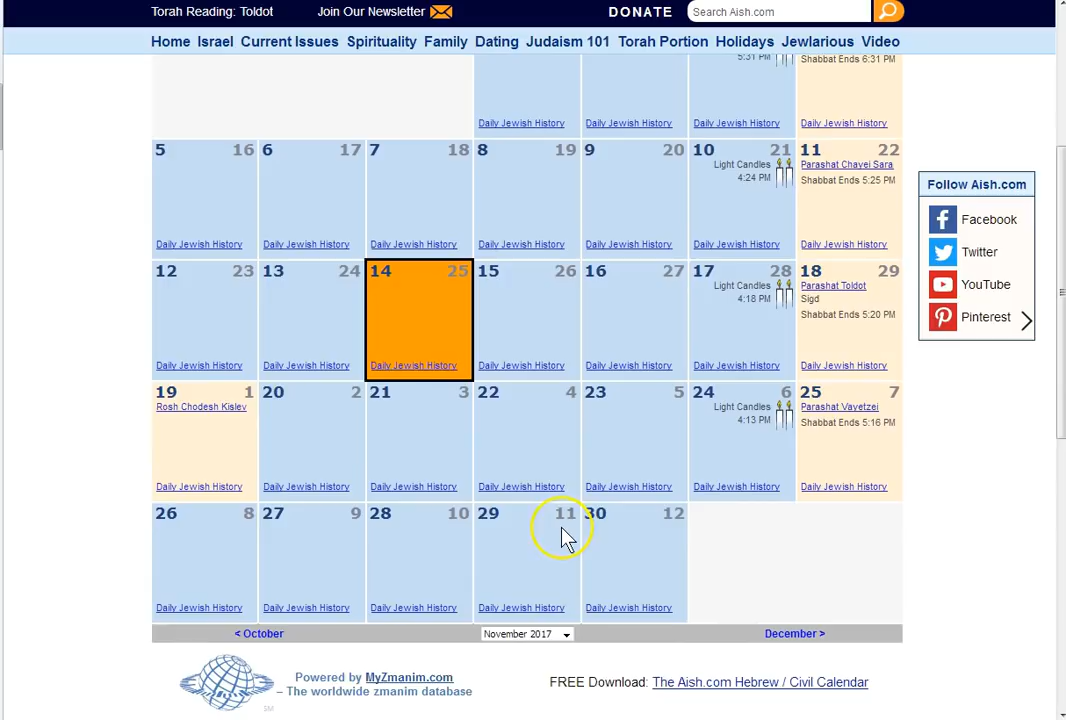 Torah Reading: Toldot
Join Our Newsletter
DONATE
Search Aish.com
Home Israel Current Issues Spirituality Family Dating Judaism 101 Torah Portion Holidays Jewlarious Video
5:31 PM
Shabbat Ends 6:31 PM
Daily Jewish History
Daily Jewish History
Daily Jewish History
Daily Jewish History
5 16 6 17 7 18 8 19 9 20 10 21 11 22
Light Candles
4:24 PM
Parashat Chayei Sara
Shabbat Ends 5:25 PM
Daily Jewish History
Daily Jewish History
Daily Jewish History
Daily Jewish History
Daily Jewish History
Daily Jewish History
Daily Jewish History
12 23 13 24 14 25 15 26 16 27 17 28 18 29
Light Candles
4:18 PM
Parashat Toldot
Sigd
Shabbat Ends 5:20 PM
Daily Jewish History
Daily Jewish History
Daily Jewish History
Daily Jewish History
Daily Jewish History
Daily Jewish History
Daily Jewish History
19 1 20 2 21 3 22 4 23 5 24 6 25 7
Rosh Chodesh Kislev
Light Candles
4:13 PM
Parashat Vayetzei
Shabbat Ends 5:16 PM
Daily Jewish History
Daily Jewish History
Daily Jewish History
Daily Jewish History
Daily Jewish History
Daily Jewish History
Daily Jewish History
26 8 27 9 28 10 29 11 30 12
Daily Jewish History
Daily Jewish History
Daily Jewish History
Daily Jewish History
Daily Jewish History
< October
November 2017
December >
Powered by MyZmanim.com
– The worldwide zmanim database
SM
FREE Download: The Aish.com Hebrew / Civil Calendar
Follow Aish.com
Facebook
Twitter
YouTube
Pinterest